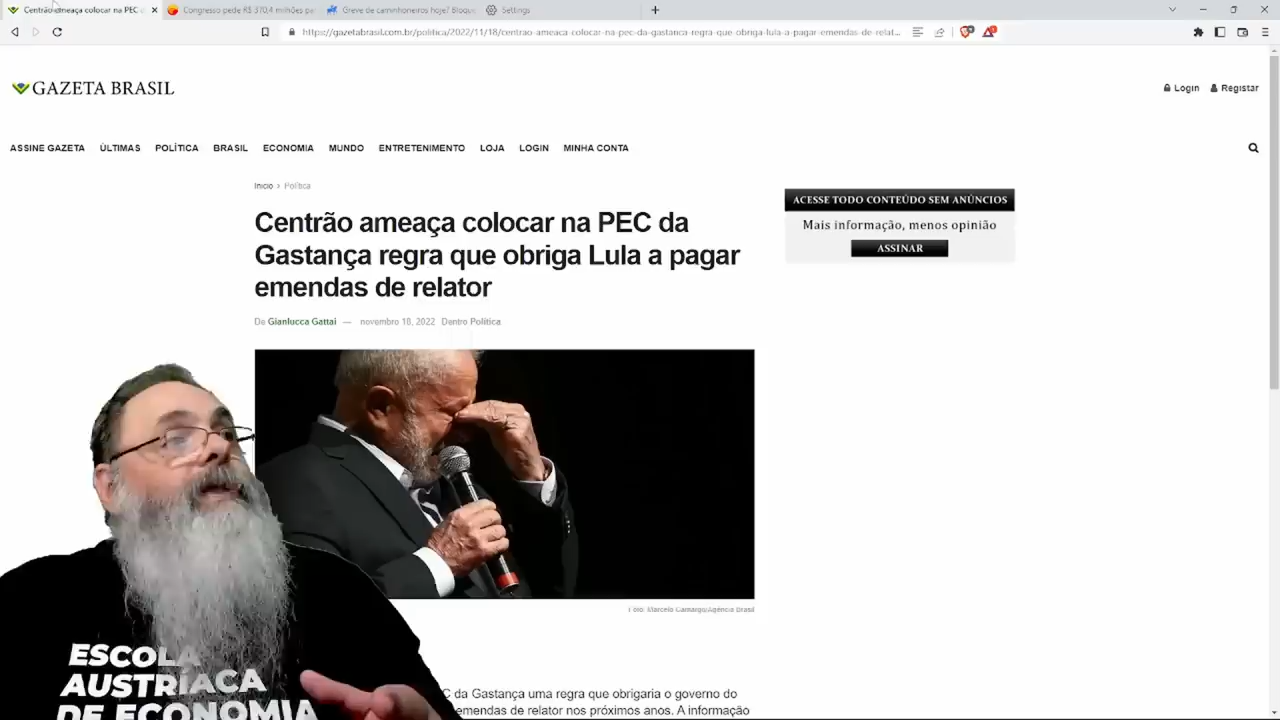 Centrão ameaça colocar na PEC d
Congresso pede R$ 370,4 milhões pa
Greve de caminhoneiros hoje? Bloqu
Settings
https://gazetabrasil.com.br/politica/2022/11/18/centrao-ameaca-colocar-na-pec-da-gastanca-regra-que-obriga-lula-a-pagar-emendas-de-relat...
GAZETA BRASIL
Login
Registar
ASSINE GAZETA ÚLTIMAS POLÍTICA BRASIL ECONOMIA MUNDO ENTRETENIMENTO LOJA LOGIN MINHA CONTA
Início > Política
Centrão ameaça colocar na PEC da
Gastança regra que obriga Lula a pagar
emendas de relator
De Gianlucca Gattai — novembro 18, 2022 Dentro Política
ACESSE TODO CONTEÚDO SEM ANÚNCIOS
Mais informação, menos opinião
ASSINAR
Foto: Marcelo Camargo/Agência Brasil
C da Gastança uma regra que obrigaria o governo do
emendas de relator nos próximos anos. A informação
ESCOLA
AUSTRÍACA
DE ECONOMIA